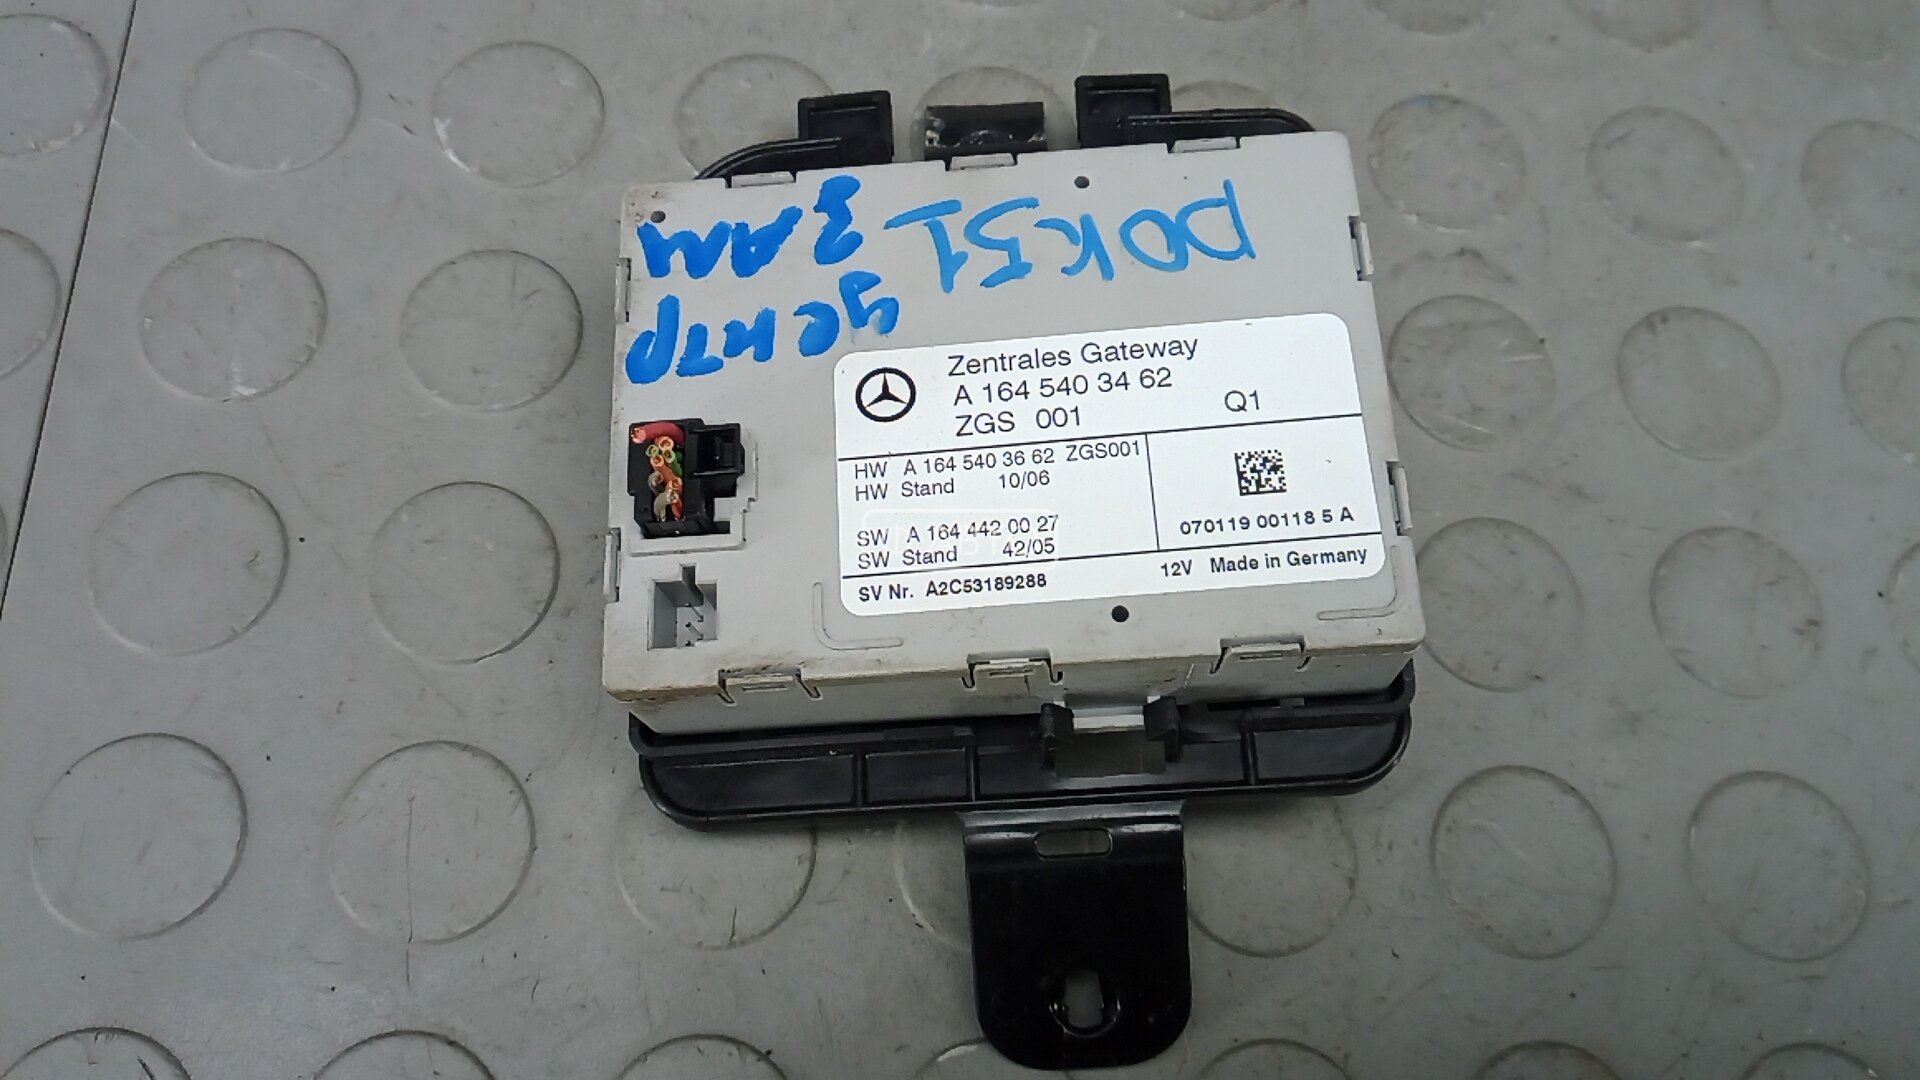 центр
зам
DOK51
Zentrales Gateway
A 164 540 34 62
ZGS 001 Q1
HW A 164 540 36 62 ZGS001
HW Stand 10/06
SW A 164 442 00 27
SW Stand 42/05
070119 00118 5 A
SV Nr. A2C53189288
12V Made in Germany